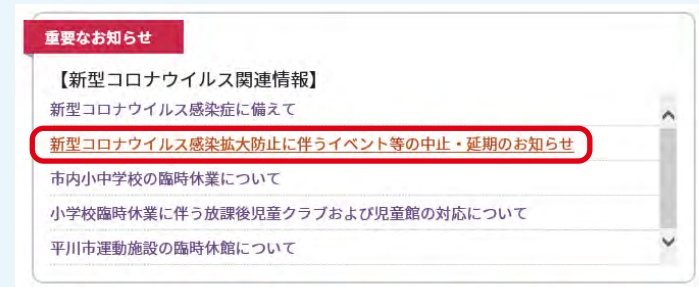 重要なお知らせ
【新型コロナウイルス関連情報】
新型コロナウイルス感染症に備えて
新型コロナウイルス感染拡大防止に伴うイベント等の中止・延期のお知らせ
市内小中学校の臨時休業について
小学校臨時休業に伴う放課後児童クラブおよび児童館の対応について
平川市運動施設の臨時休館について